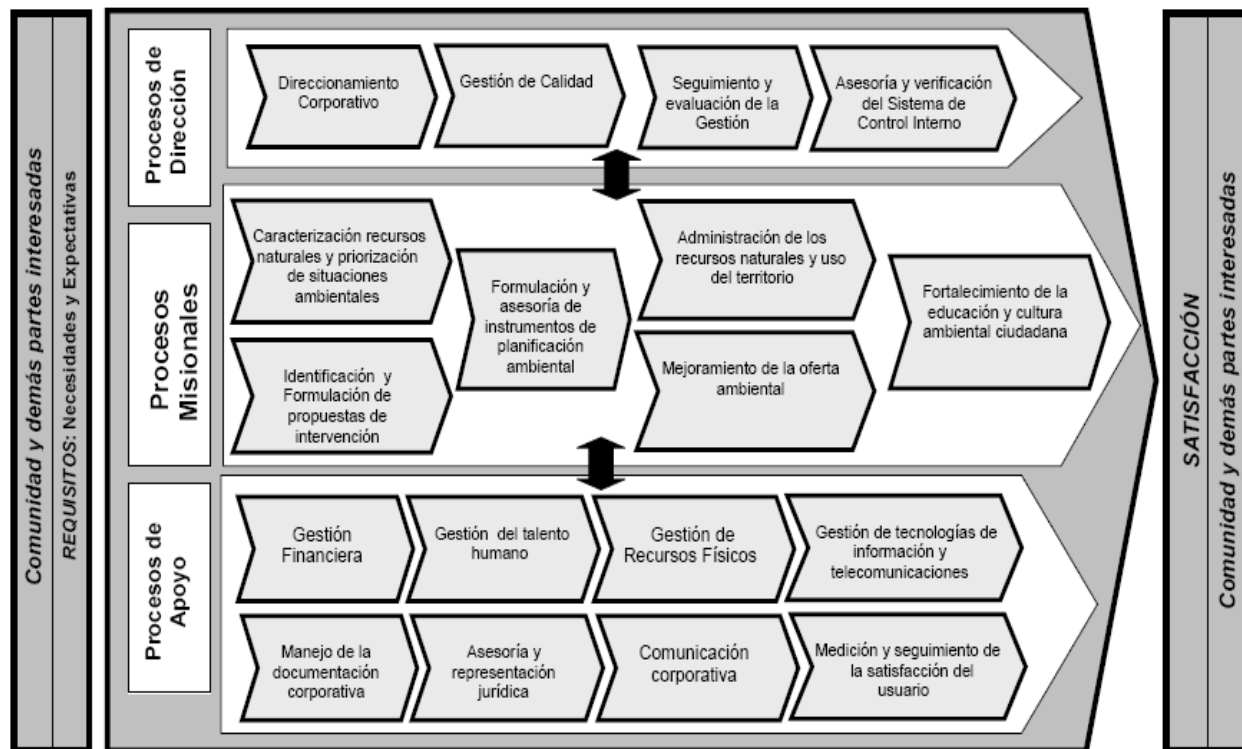 Comunidad y demás partes interesadas
REQUISITOS: Necesidades y Expectativas
Procesos de
Dirección
Direccionamiento
Corporativo
Gestión de Calidad
Seguimiento y
evaluación de la
Gestión
Asesoría y verificación
del Sistema de
Control Interno
Procesos
Misionales
Caracterización recursos
naturales y priorización
de situaciones
ambientales
Identificación y
Formulación de
propuestas de
intervención
Formulación y
asesoría de
instrumentos de
planificación
ambiental
Administración de los
recursos naturales y uso
del territorio
Mejoramiento de la oferta
ambiental
Fortalecimiento de la
educación y cultura
ambiental ciudadana
Procesos de
Apoyo
Gestión
Financiera
Gestión del talento
humano
Gestión de
Recursos Físicos
Gestión de tecnologías de
información y
telecomunicaciones
Manejo de la
documentación
corporativa
Asesoría y
representación
jurídica
Comunicación
corporativa
Medición y seguimiento de
la satisfacción del
usuario
SATISFACCIÓN
Comunidad y demás partes interesadas